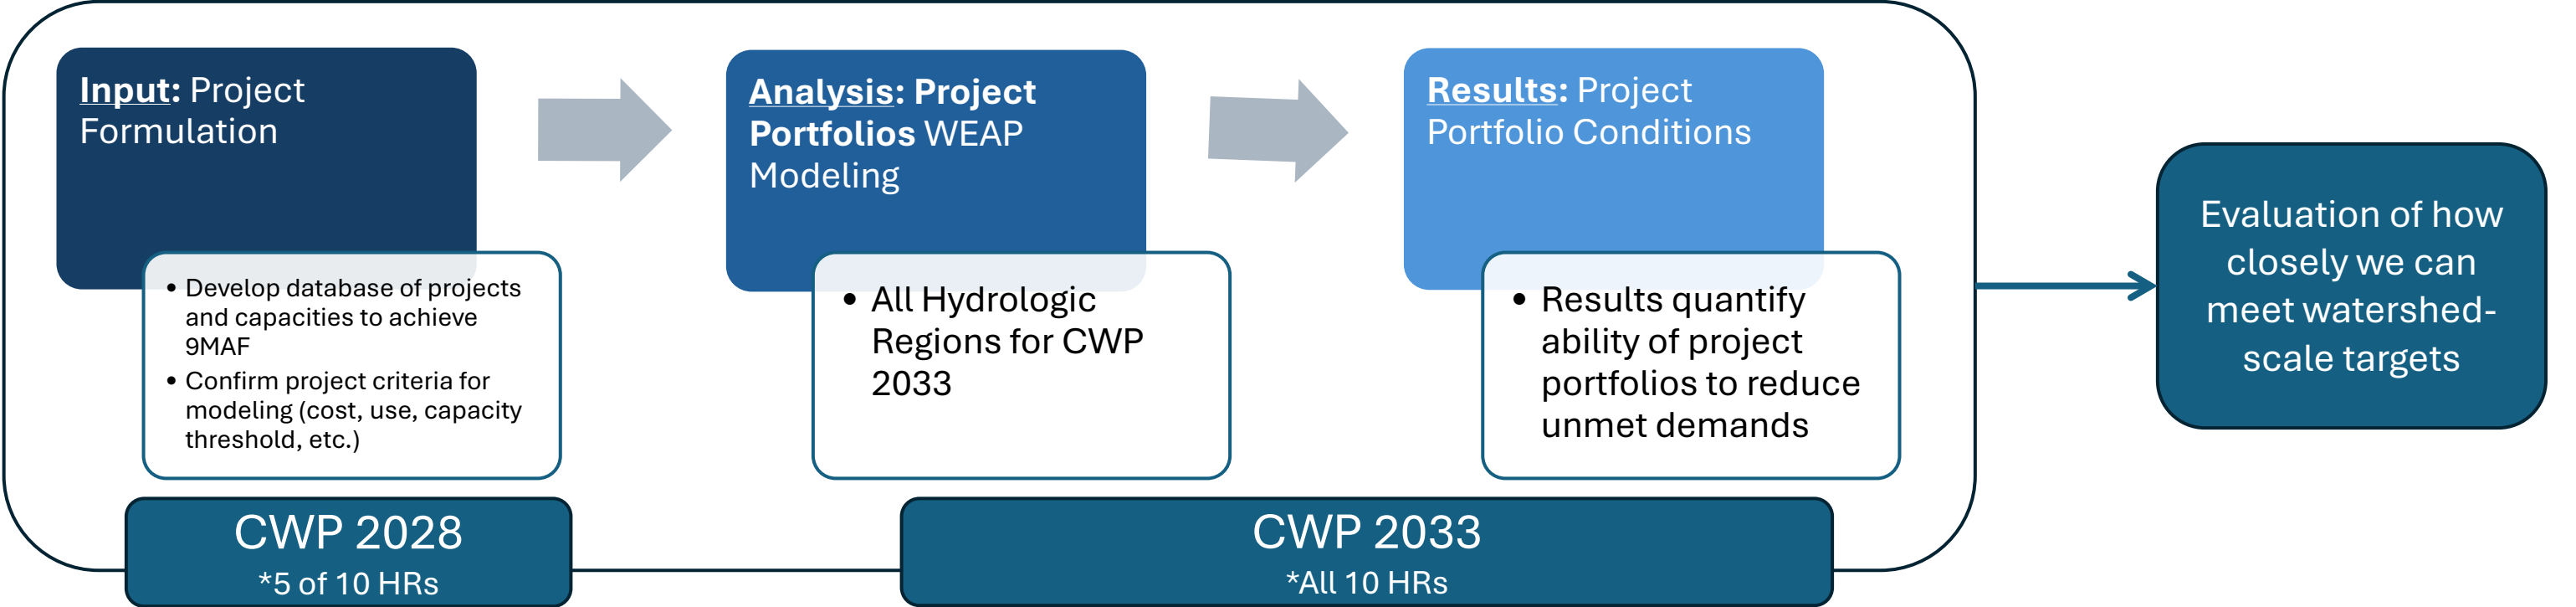 Input: Project
Formulation
• Develop database of projects
and capacities to achieve
9MAF
• Confirm project criteria for
modeling (cost, use, capacity
threshold, etc.)
Analysis: Project
Portfolios WEAP
Modeling
• All Hydrologic
Regions for CWP
2033
Results: Project
Portfolio Conditions
• Results quantify
ability of project
portfolios to reduce
unmet demands
CWP 2028
*5 of 10 HRs
CWP 2033
*All 10 HRs
Evaluation of how
closely we can
meet watershed-
scale targets